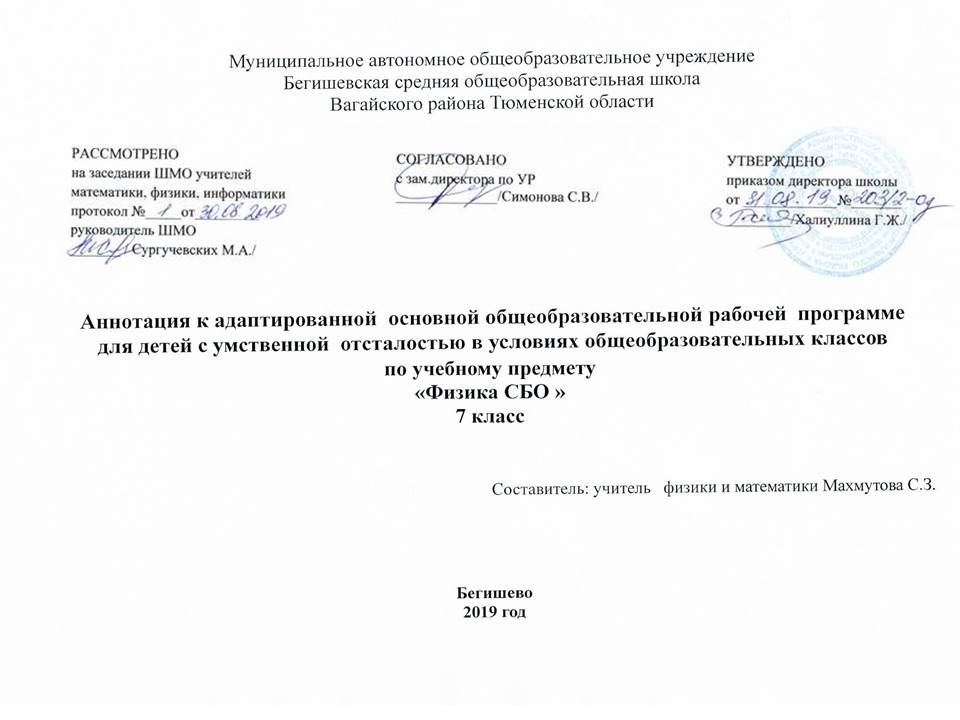 Муниципальное автономное общеобразовательное учреждение
Бегишевская средняя общеобразовательная школа
Вагайского района Тюменской области
РАССМОТРЕНО
на заседании ШМО учителей
математики, физики, информатики
протокол № 1 от 30.08.2019
руководитель ШМО
/Сургучевских М.А./
СОГЛАСОВАНО
с зам.директора по УР
/Симонова С.В./
УТВЕРЖДЕНО
приказом директора школы
от 31.08.19 № 203/2-од
/Халиуллина Г.Ж./
Аннотация к адаптированной основной общеобразовательной рабочей программе
для детей с умственной отсталостью в условиях общеобразовательных классов
по учебному предмету
«Физика СБО »
7 класс
Составитель: учитель физики и математики Махмутова С.З.
Бегишево
2019 год